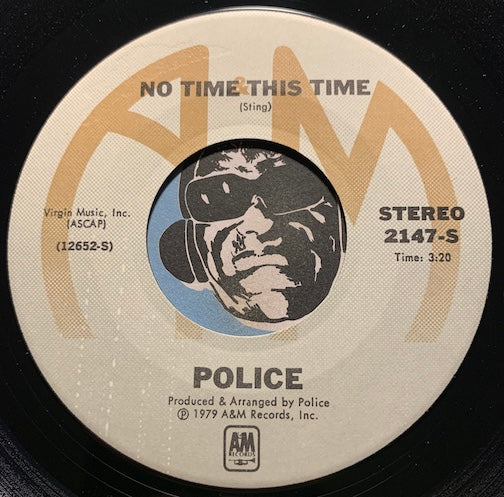 NO TIME THIS TIME
(Sting)
Virgin Music, Inc.
(ASCAP)
(12652-S)
STEREO
2147-S
Time: 3:20
POLICE
Produced & Arranged by Police
℗ 1979 A&M Records, Inc.
A&M
RECORDS